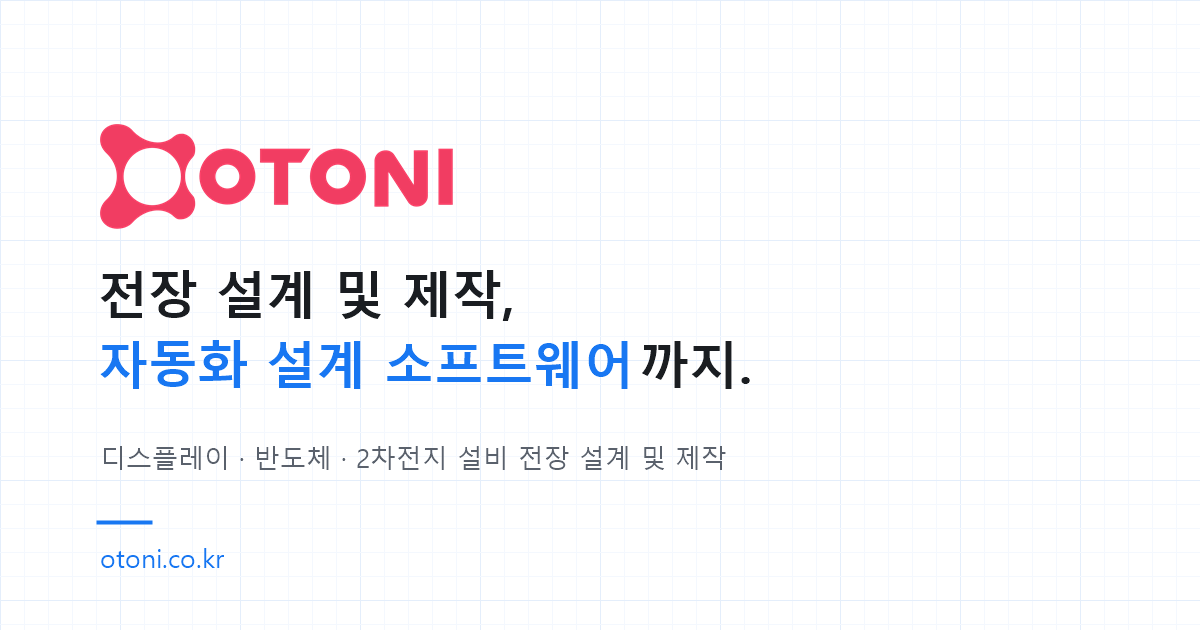 OTONI
전장 설계 및 제작,
자동화 설계 소프트웨어까지.
디스플레이 · 반도체 · 2차전지 설비 전장 설계 및 제작
otoni.co.kr